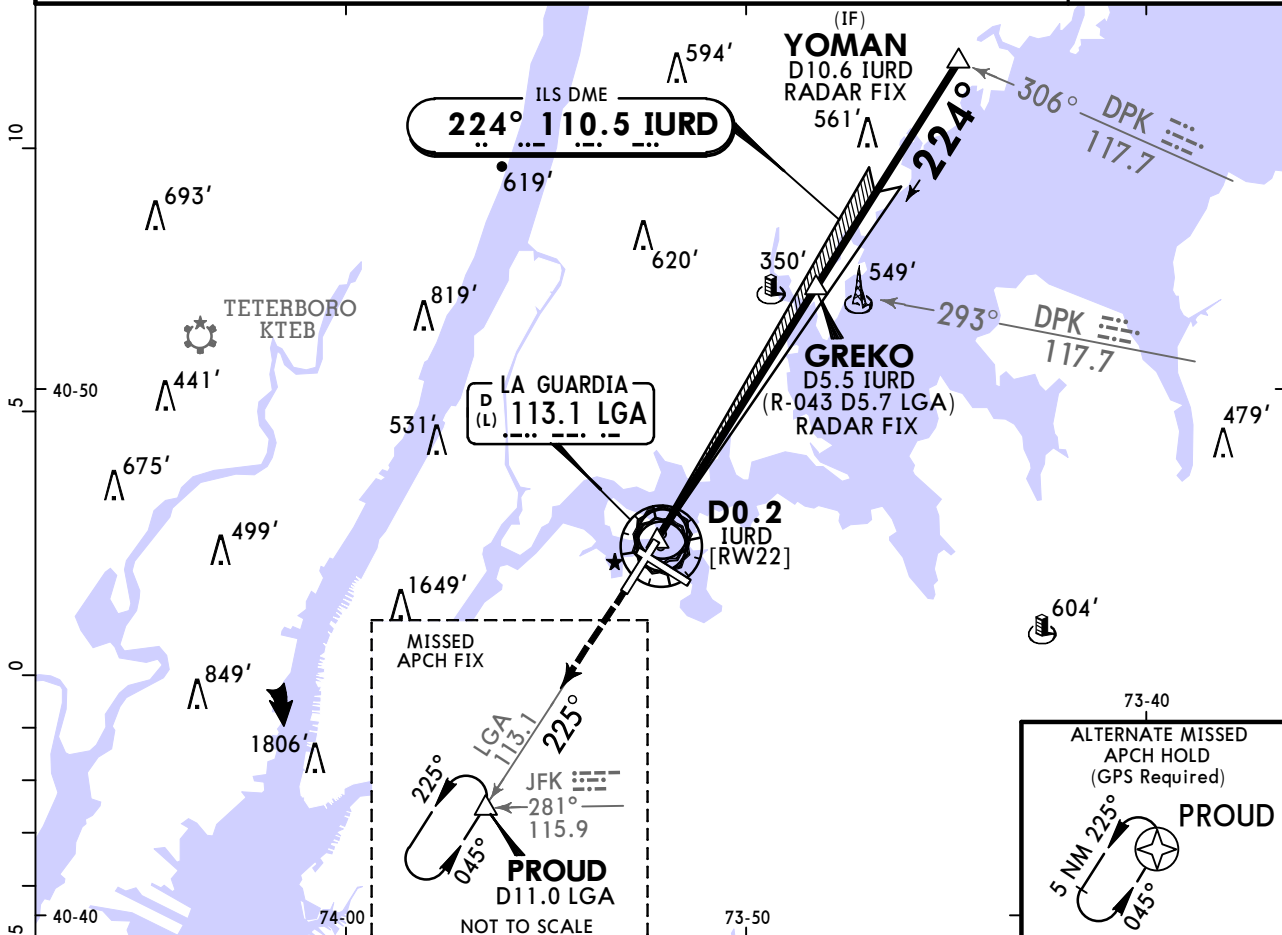 (IF)
YOMAN
D10.6 IURD
RADAR FIX
594'
561'
ILS DME
224° 110.5 IURD
224°
306° DPK
117.7
10
619'
693'
620'
350'
549'
819'
TETERBORO
KTEB
293° DPK
117.7
GREKO
D5.5 IURD
(R-043 D5.7 LGA)
RADAR FIX
441'
40-50
5
LA GUARDIA
D
(L) 113.1 LGA
531'
479'
675'
D0.2
IURD
[RW22]
499'
1649'
604'
MISSED
APCH FIX
0
849'
1806'
LGA
113.1
225°
225°
JFK
281°
115.9
045°
PROUD
D11.0 LGA
NOT TO SCALE
73-40
ALTERNATE MISSED
APCH HOLD
(GPS Required)
PROUD
5 NM 225°
045°
40-40
74-00
73-50
5